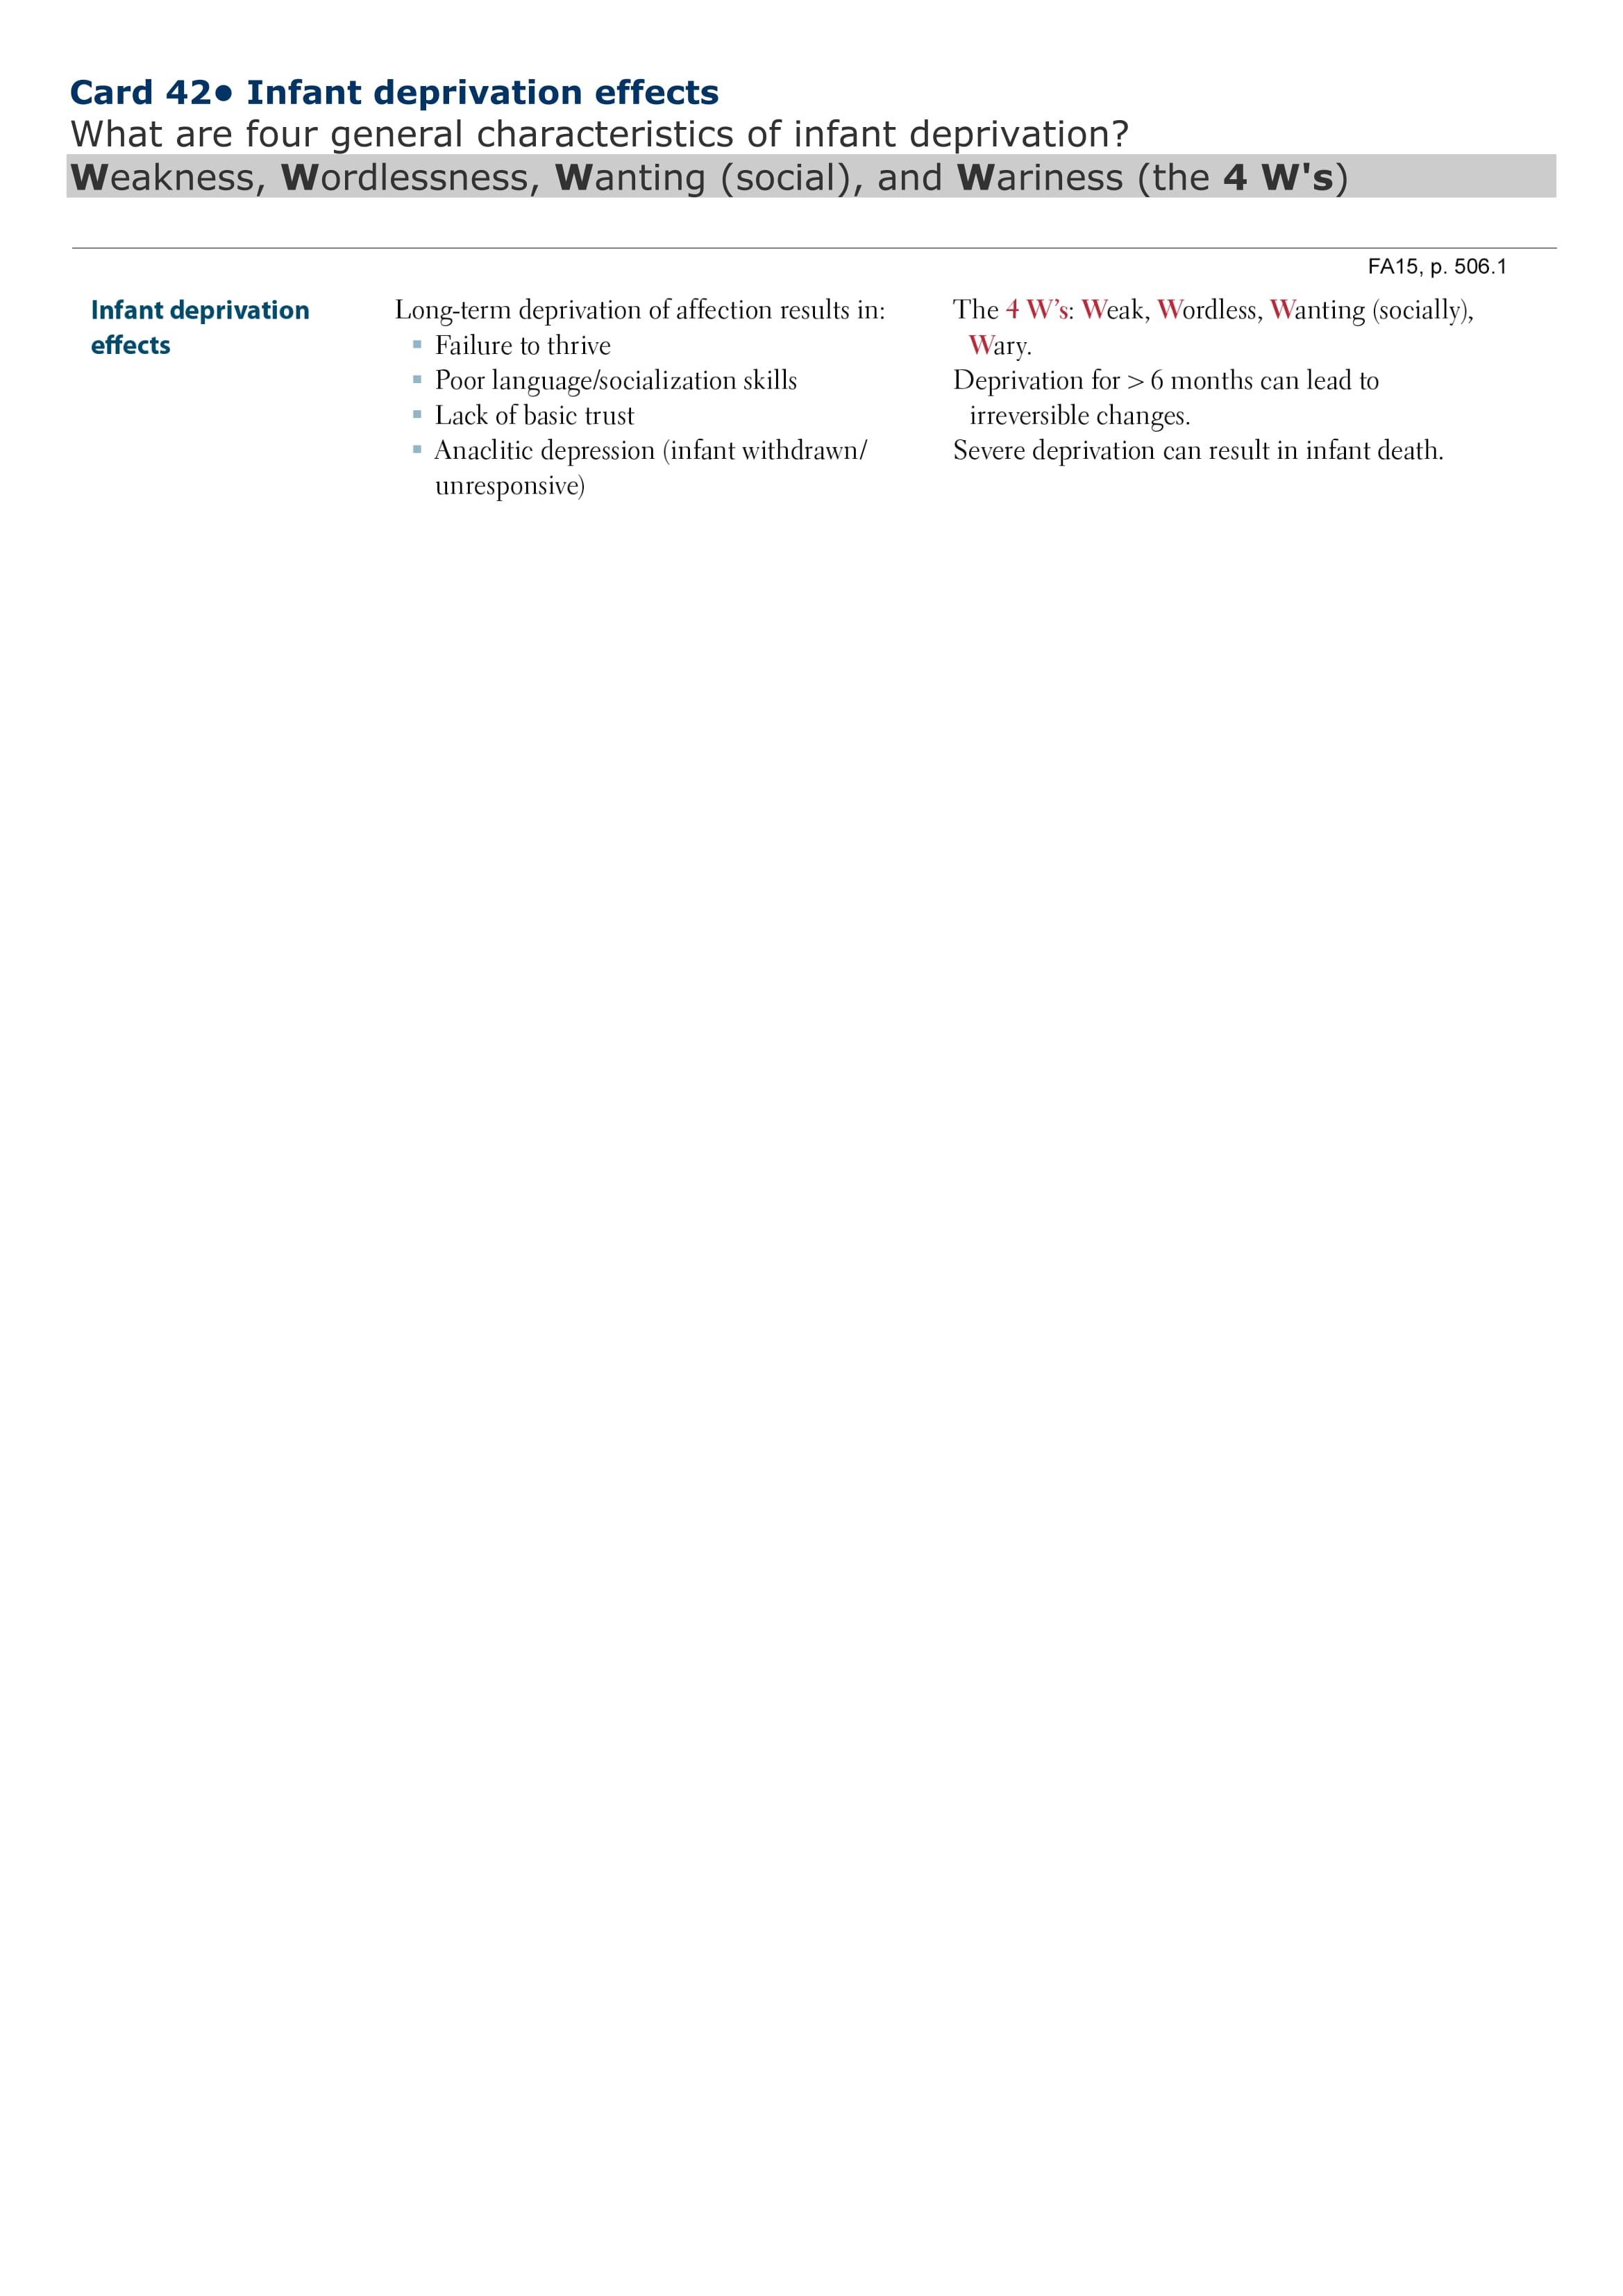 Card 42● Infant deprivation effects
What are four general characteristics of infant deprivation?
Weakness, Wordlessness, Wanting (social), and Wariness (the 4 W's)
FA15, p. 506.1
Infant deprivation
effects
Long-term deprivation of affection results in:
▪ Failure to thrive
▪ Poor language/socialization skills
▪ Lack of basic trust
▪ Anaclitic depression (infant withdrawn/
unresponsive)
The 4 W’s: Weak, Wordless, Wanting (socially),
Wary.
Deprivation for > 6 months can lead to
irreversible changes.
Severe deprivation can result in infant death.